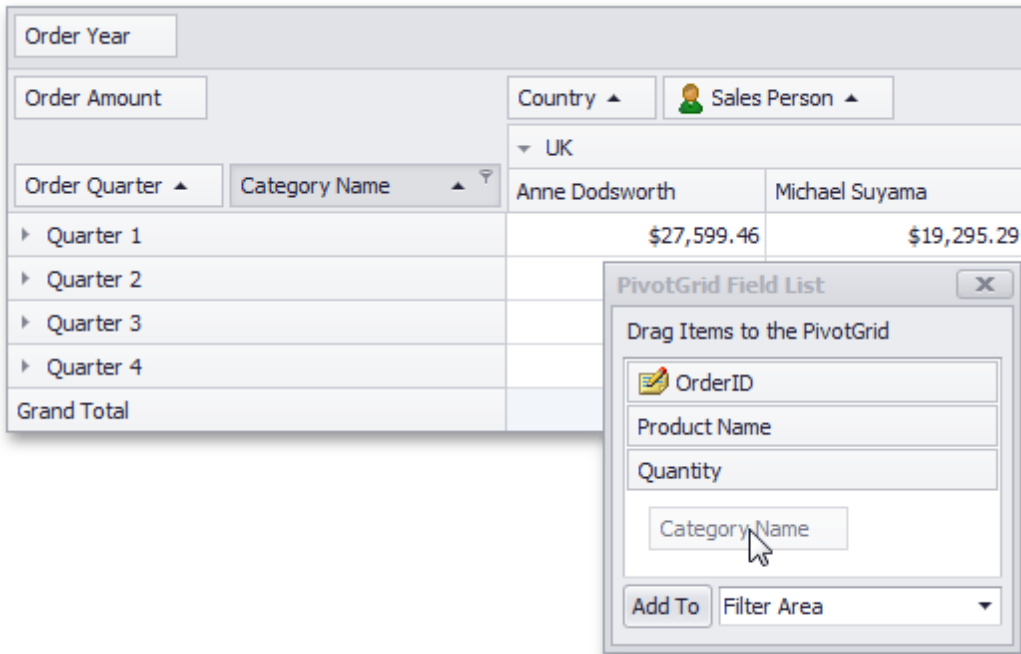 Order Year
Order Amount
Country Sales Person
UK
Order Quarter Category Name
Anne Dodsworth Michael Suyama
Quarter 1 $27,599.46 $19,295.29
Quarter 2
Quarter 3
Quarter 4
Grand Total
PivotGrid Field List
Drag Items to the PivotGrid
OrderID
Product Name
Quantity
Category Name
Add To Filter Area